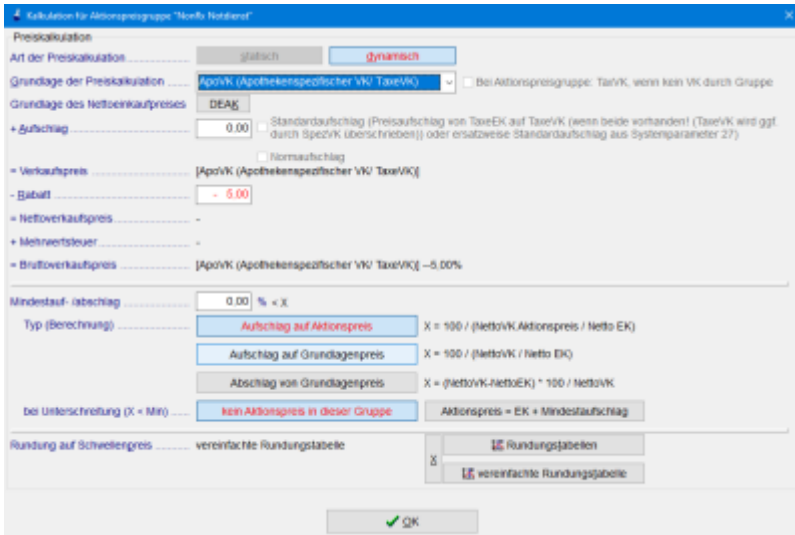 Kalkulation für Aktionspreisgruppe "Nonrx Notdienst"
Preiskalkulation
Art der Preiskalkulation statisch dynamisch
Grundlage der Preiskalkulation ApoVK (Apothekenspezifischer VK/ TaxeVK) Bei Aktionspreisgruppe: TaxVK, wenn kein VK durch Gruppe
Grundlage des Nettoeinkaufpreises DEAK
+ Aufschlag 0.00 Standardaufschlag (Preisaufschlag von TaxeEK auf TaxeVK (wenn beide vorhanden! (TaxeVK wird ggf.
durch SpezVK überschrieben)) oder ersatzweise Standardaufschlag aus Systemparameter 27)
Normaufschlag
= Verkaufspreis [ApoVK (Apothekenspezifischer VK/ TaxeVK)]
- Rabatt - 5.00
= Nettoverkaufspreis -
+ Mehrwertsteuer -
= Bruttoverkaufspreis [ApoVK (Apothekenspezifischer VK/ TaxeVK)] --5,00%
Mindestauf- /abschlag 0.00 % < X
Typ (Berechnung) Aufschlag auf Aktionspreis X = 100 / (NettoVK Aktionspreis / Netto EK)
Aufschlag auf Grundlagenpreis X = 100 / (NettoVK / Netto EK)
Abschlag von Grundlagenpreis X = (NettoVK-NettoEK) * 100 / NettoVK
bei Unterschreitung (X < Min) kein Aktionspreis in dieser Gruppe Aktionspreis = EK + Mindestaufschlag
Rundung auf Schwellenpreis vereinfachte Rundungstabelle X Rundungstabellen
vereinfachte Rundungstabelle
OK